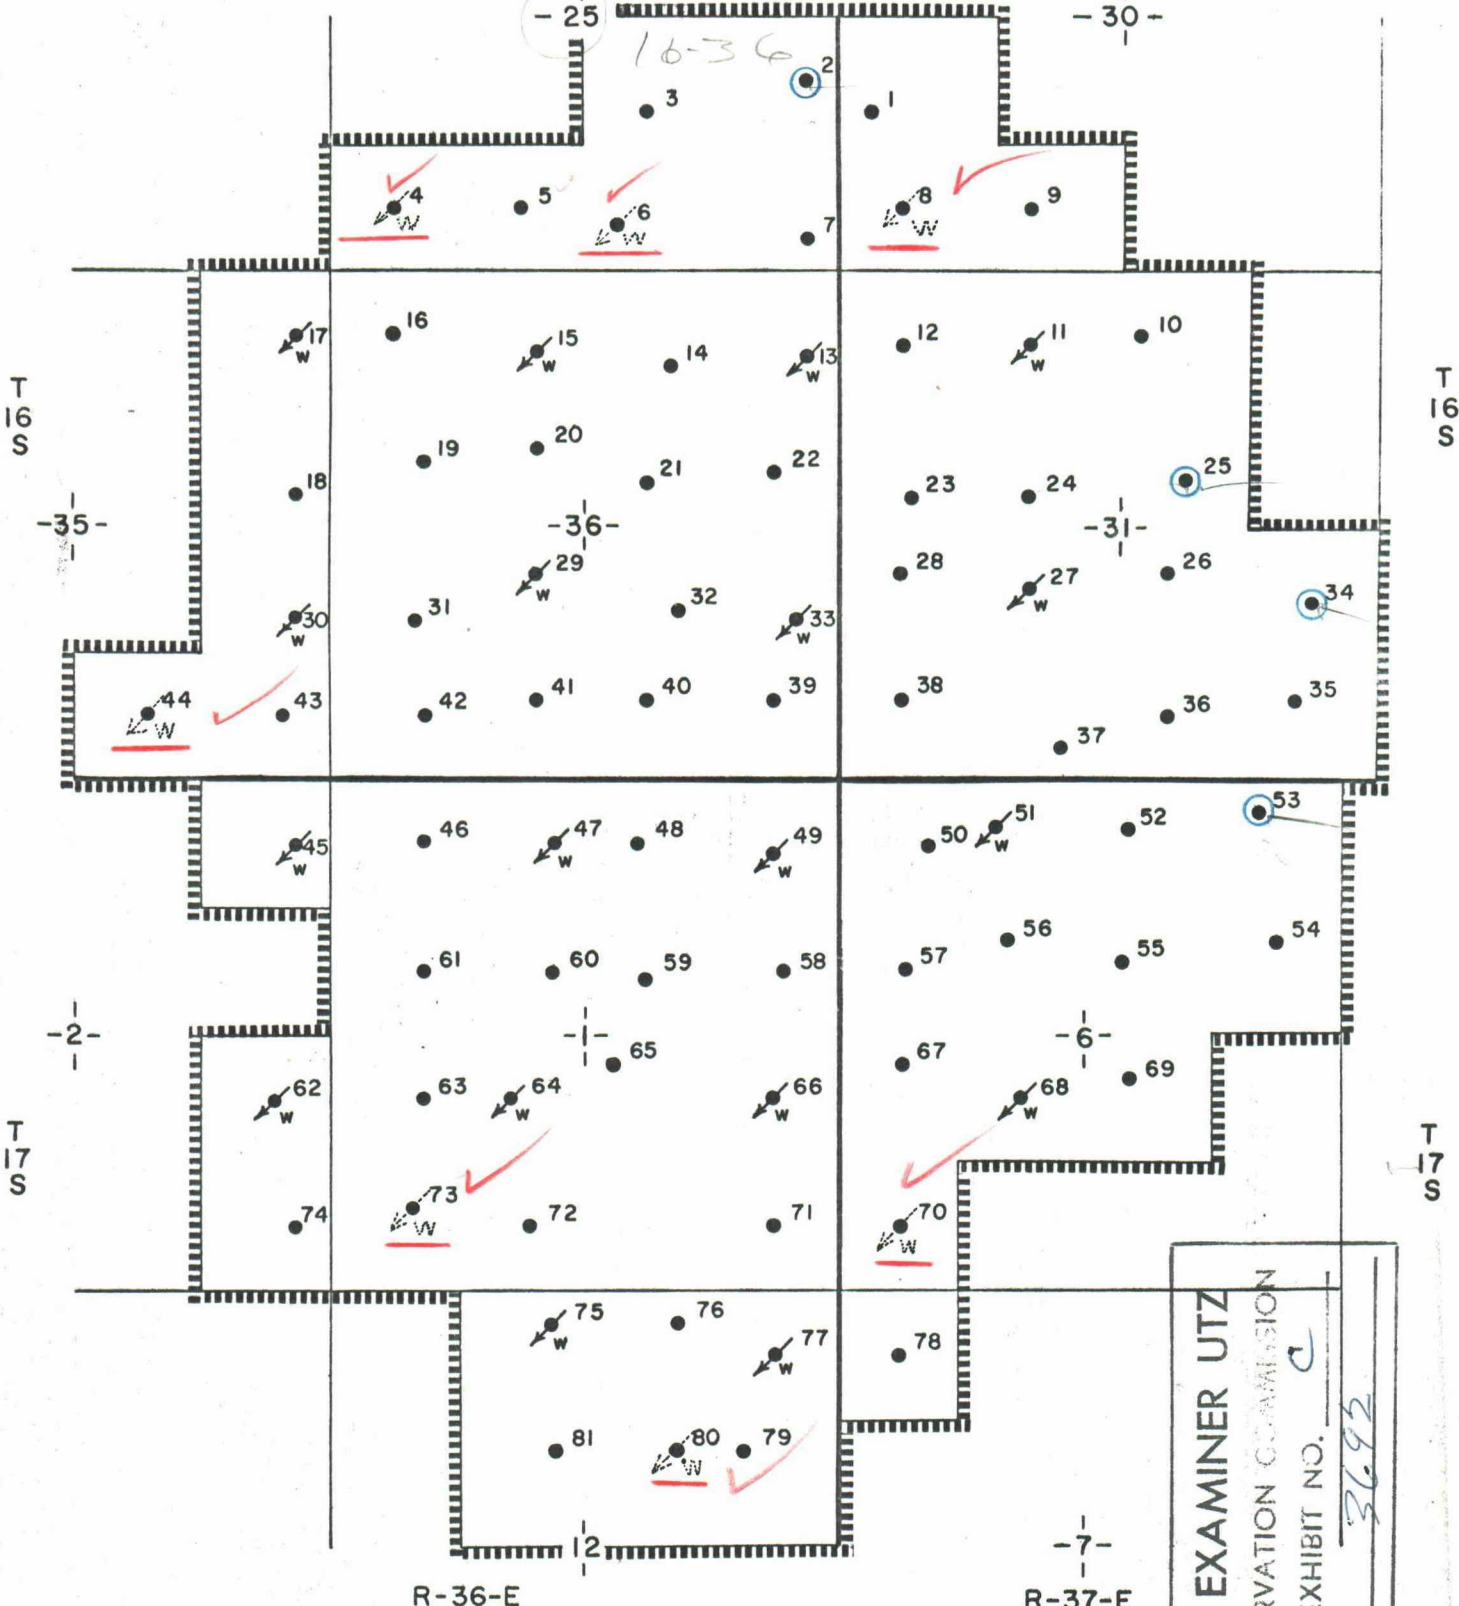 -25- -30-
16-36
2
3 1
4 W 5 6 W 7 8 W 9
17 W 16 15 W 14 13 W 12 11 W 10
T 16 S T 16 S
18 19 20 21 22 23 24 25
-35- -36- -31-
29 W 28 27 W 26
30 W 31 32 33 W 34
44 W 43 42 41 40 39 38 37 36 35
45 W 46 47 W 48 49 W 50 51 W 52 53
61 60 59 58 57 56 55 54
-2- -1- -6-
65 67 69
62 W 63 64 W 66 W 68 W
T 17 S T 17 S
74 73 W 72 71 70 W
75 W 76 77 W 78
81 80 W 79
12 -7-
R-36-E R-37-E
EXAMINER UTZ
RVATION COMMISSION
EXHIBIT NO. C
3692